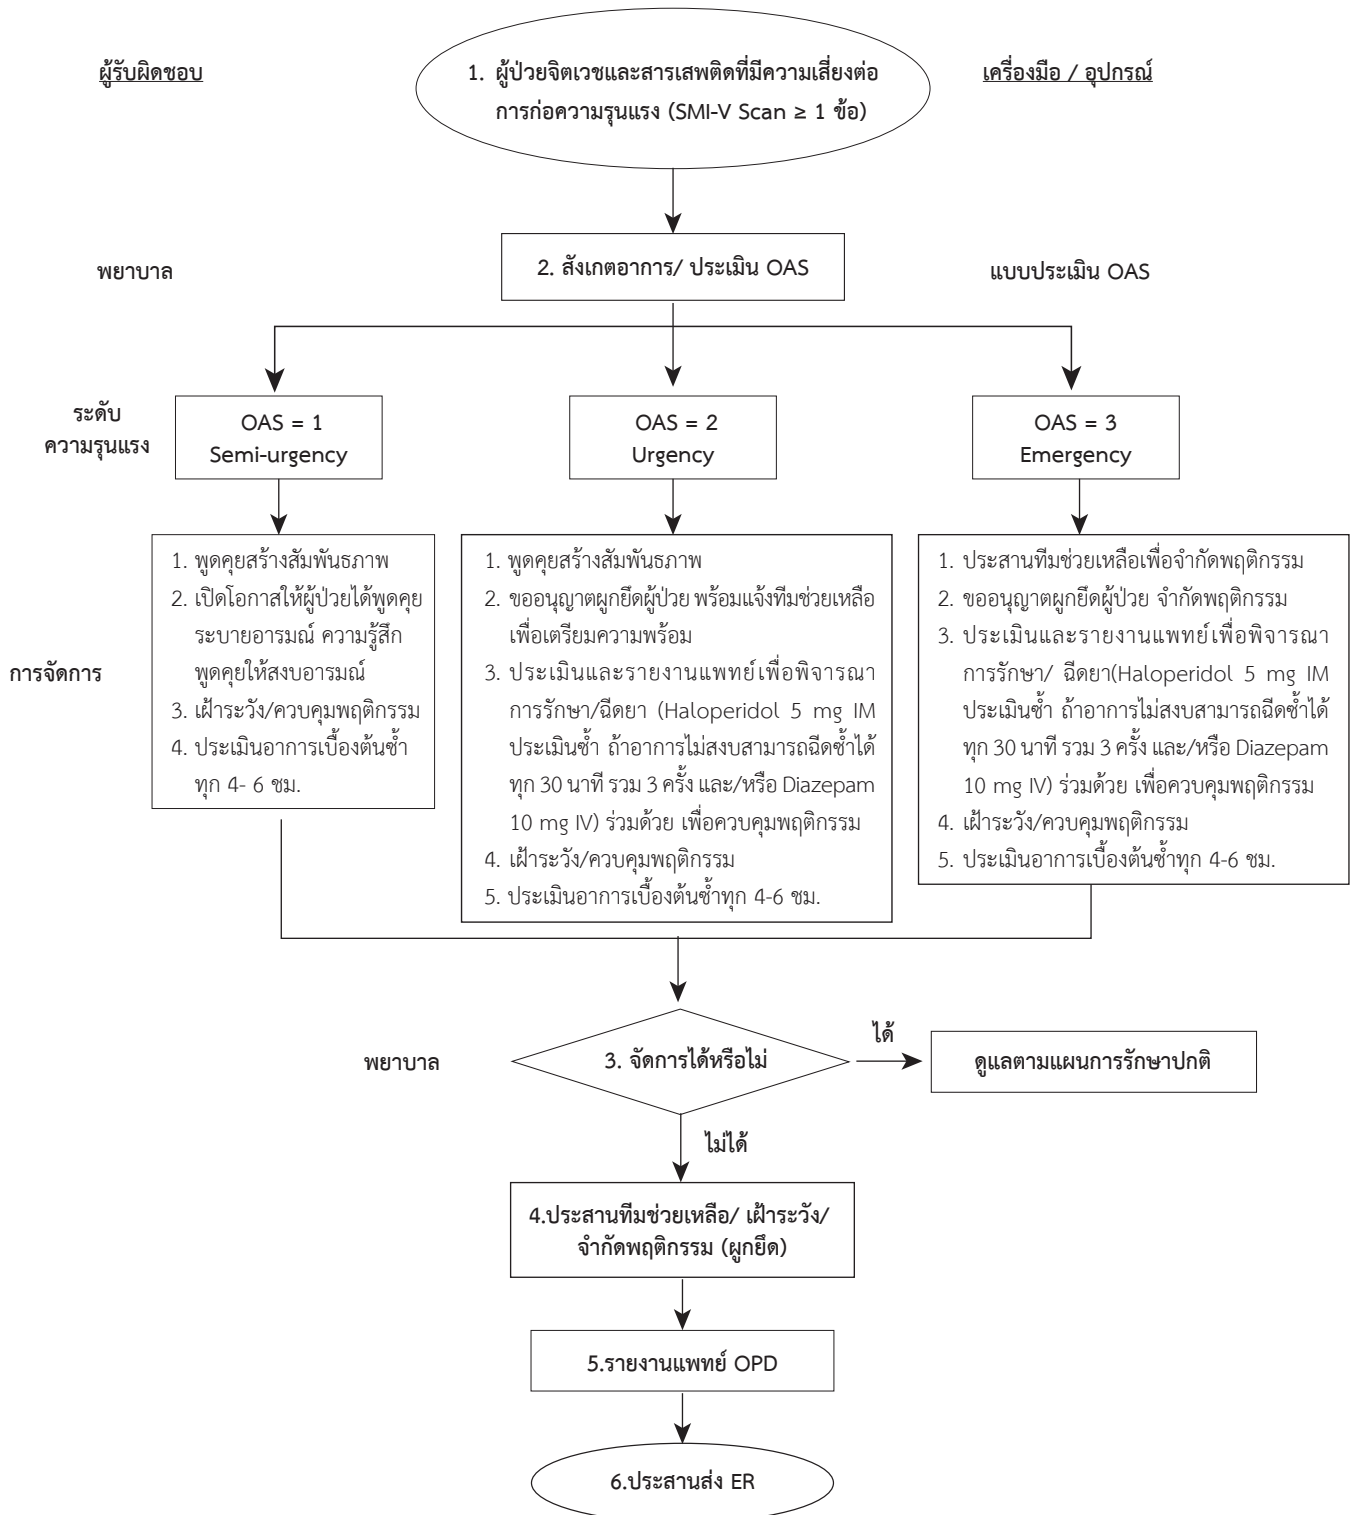 ผู้รับผิดชอบ
1. ผู้ป่วยจิตเวชและสารเสพติดที่มีความเสี่ยงต่อ
การก่อความรุนแรง (SMI-V Scan ≥ 1 ข้อ)
เครื่องมือ / อุปกรณ์
พยาบาล
2. สังเกตอาการ/ ประเมิน OAS
แบบประเมิน OAS
ระดับ
ความรุนแรง
OAS = 1
Semi-urgency
OAS = 2
Urgency
OAS = 3
Emergency
การจัดการ
1. พูดคุยสร้างสัมพันธภาพ
2. เปิดโอกาสให้ผู้ป่วยได้พูดคุย
ระบายอารมณ์ ความรู้สึก
พูดคุยให้สงบอารมณ์
3. เฝ้าระวัง/ควบคุมพฤติกรรม
4. ประเมินอาการเบื้องต้นซ้ำ
ทุก 4- 6 ชม.
1. พูดคุยสร้างสัมพันธภาพ
2. ขออนุญาตผูกยึดผู้ป่วย พร้อมแจ้งทีมช่วยเหลือ
เพื่อเตรียมความพร้อม
3. ประเมินและรายงานแพทย์เพื่อพิจารณา
การรักษา/ฉีดยา (Haloperidol 5 mg IM
ประเมินซ้ำ ถ้าอาการไม่สงบสามารถฉีดซ้ำได้
ทุก 30 นาที รวม 3 ครั้ง และ/หรือ Diazepam
10 mg IV) ร่วมด้วย เพื่อควบคุมพฤติกรรม
4. เฝ้าระวัง/ควบคุมพฤติกรรม
5. ประเมินอาการเบื้องต้นซ้ำทุก 4-6 ชม.
1. ประสานทีมช่วยเหลือเพื่อจำกัดพฤติกรรม
2. ขออนุญาตผูกยึดผู้ป่วย จำกัดพฤติกรรม
3. ประเมินและรายงานแพทย์เพื่อพิจารณา
การรักษา/ ฉีดยา(Haloperidol 5 mg IM
ประเมินซ้ำ ถ้าอาการไม่สงบสามารถฉีดซ้ำได้
ทุก 30 นาที รวม 3 ครั้ง และ/หรือ Diazepam
10 mg IV) ร่วมด้วย เพื่อควบคุมพฤติกรรม
4. เฝ้าระวัง/ควบคุมพฤติกรรม
5. ประเมินอาการเบื้องต้นซ้ำทุก 4-6 ชม.
พยาบาล
3. จัดการได้หรือไม่
ได้
ดูแลตามแผนการรักษาปกติ
ไม่ได้
4.ประสานทีมช่วยเหลือ/ เฝ้าระวัง/
จำกัดพฤติกรรม (ผูกยึด)
5.รายงานแพทย์ OPD
6.ประสานส่ง ER